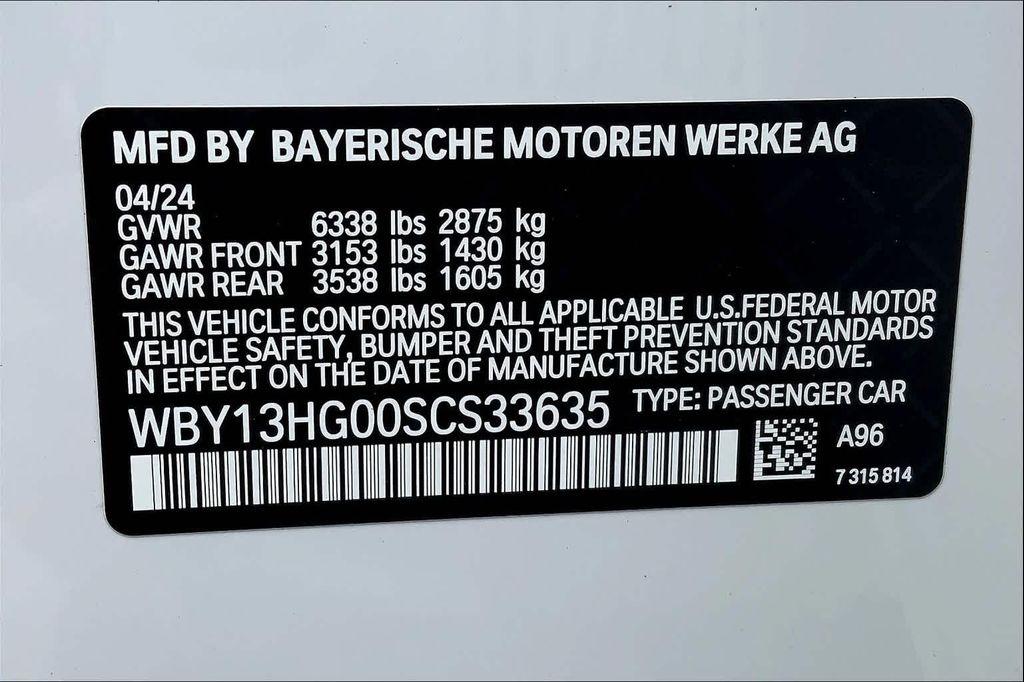 MFD BY BAYERISCHE MOTOREN WERKE AG
04/24
GVWR 6338 lbs 2875 kg
GAWR FRONT 3153 lbs 1430 kg
GAWR REAR 3538 lbs 1605 kg
THIS VEHICLE CONFORMS TO ALL APPLICABLE U.S.FEDERAL MOTOR
VEHICLE SAFETY, BUMPER AND THEFT PREVENTION STANDARDS
IN EFFECT ON THE DATE OF MANUFACTURE SHOWN ABOVE.
WBY13HG00SCS33635 TYPE: PASSENGER CAR
A96
7 315 814